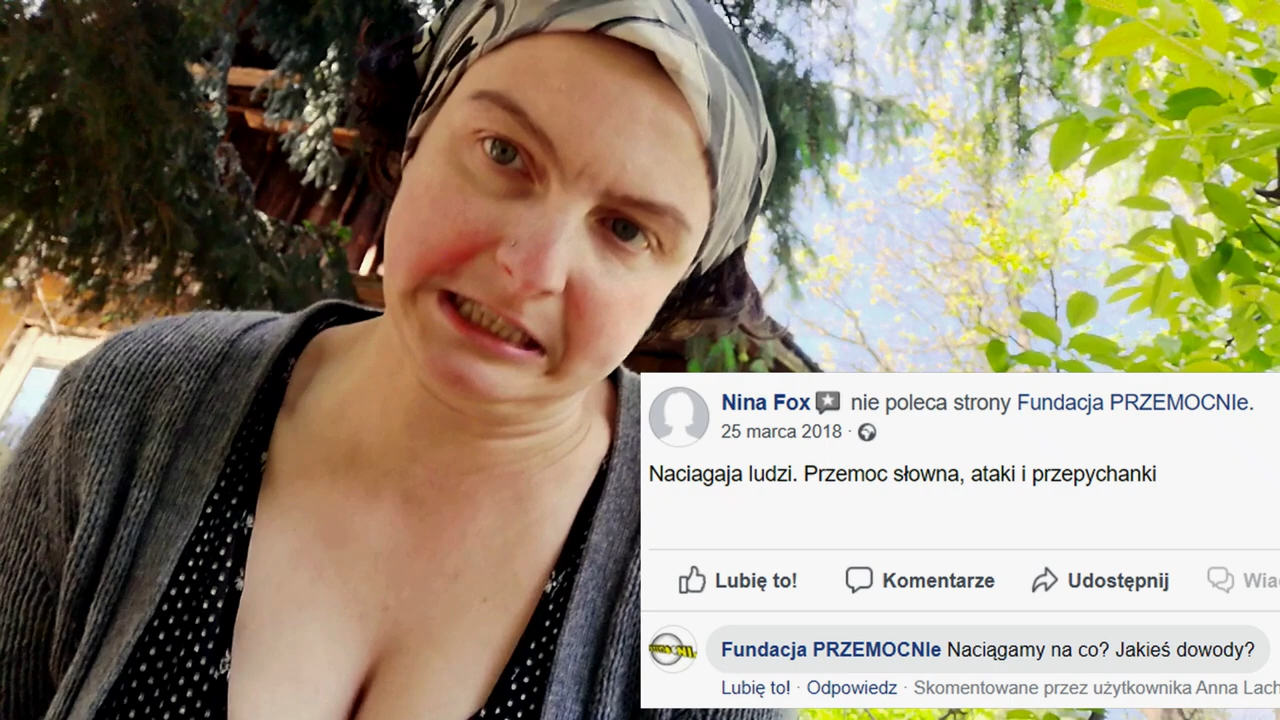 Nina Fox nie poleca strony Fundacja PRZEMOCNIe.
25 marca 2018 ·
Naciagaja ludzi. Przemoc słowna, ataki i przepychanki
Lubię to! Komentarze Udostępnij
Fundacja PRZEMOCNIe Naciągamy na co? Jakieś dowody?
Lubię to! · Odpowiedz · Skomentowane przez użytkownika Anna Lach